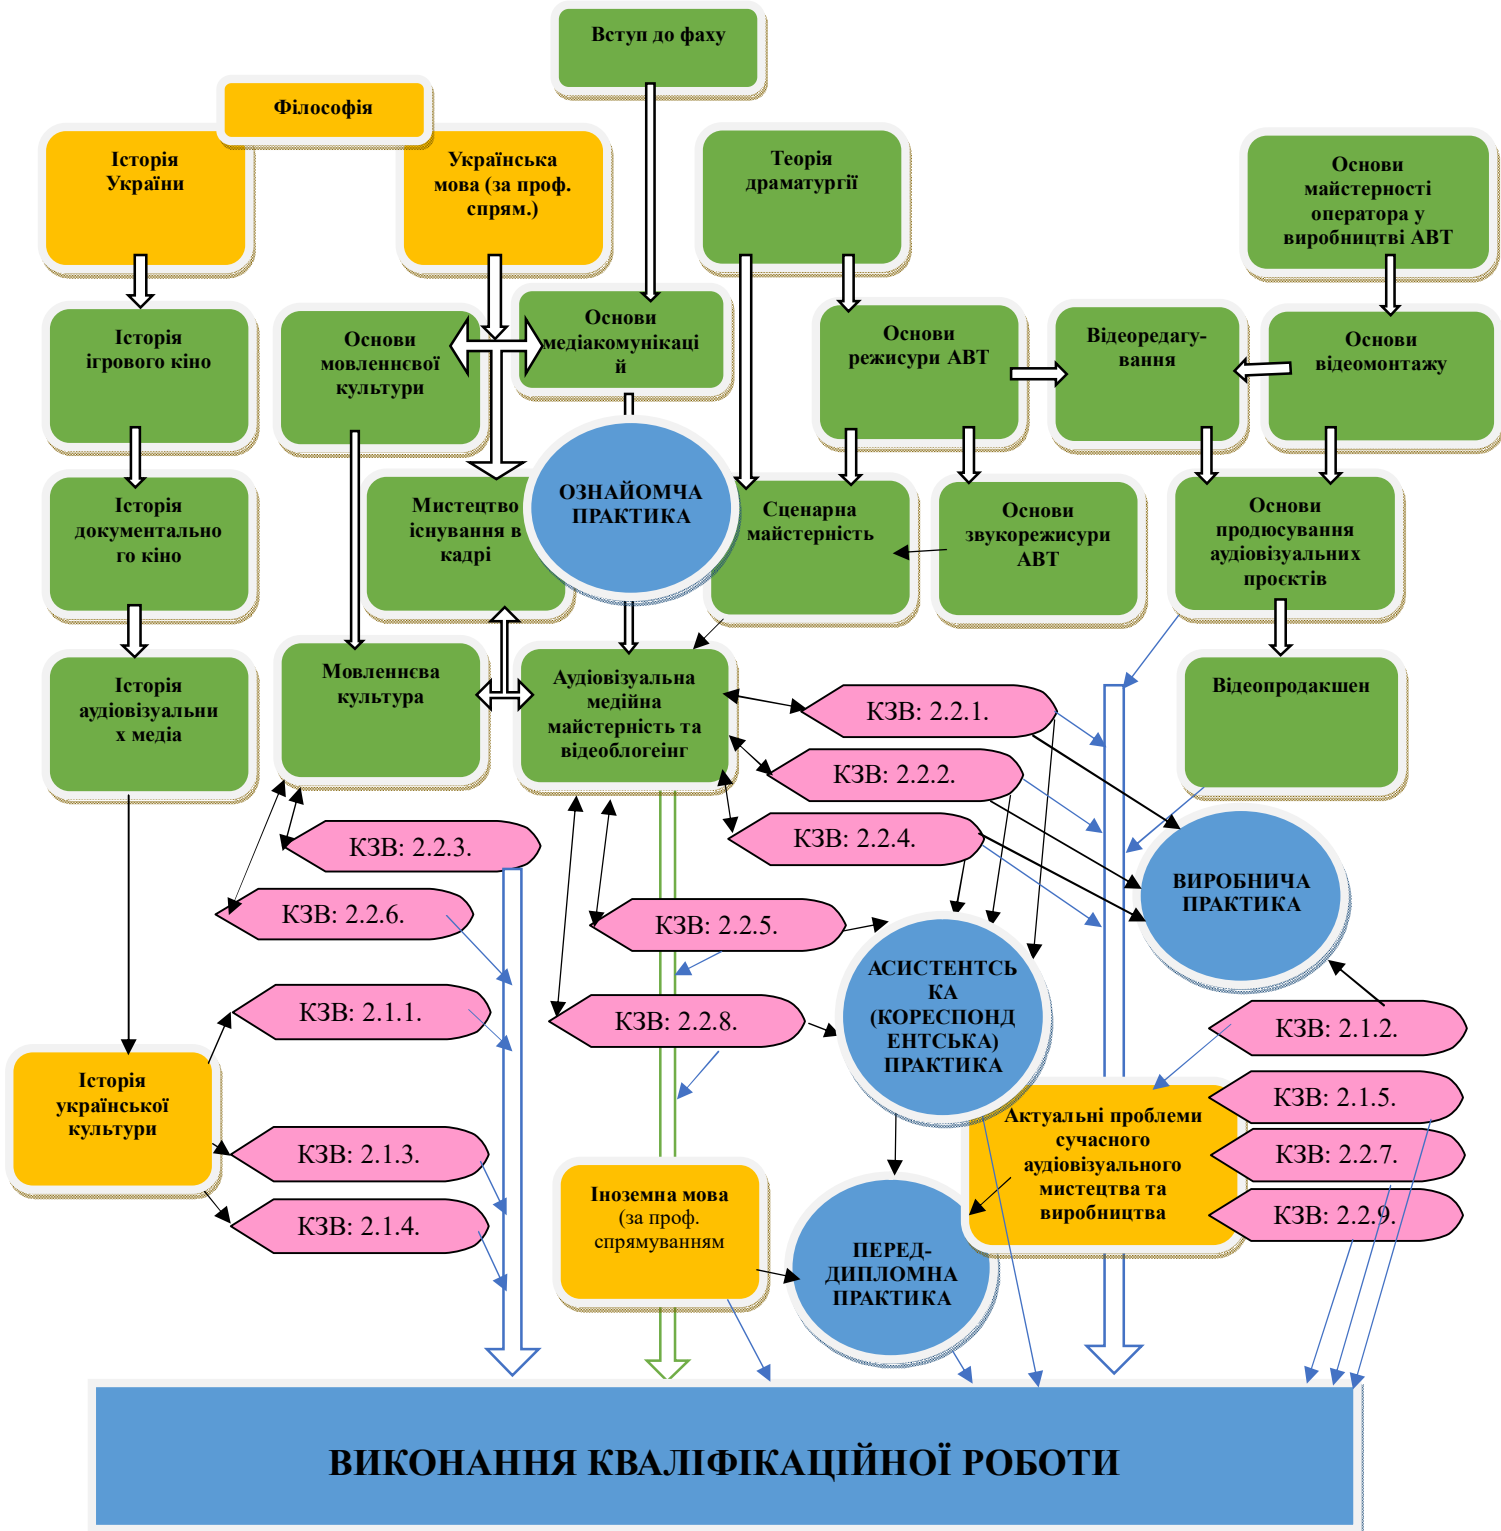 Вступ до фаху
Філософія
Історія
України
Українська
мова (за проф.
спрям.)
Теорія
драматургії
Основи
майстерності
оператора у
виробництві АВТ
Історія
ігрового кіно
Основи
мовленнєвої
культури
Основи
медіакомунікаці
й
Основи
режисури АВТ
Відеоредагу-
вання
Основи
відеомонтажу
Історія
документально
го кіно
Мистецтво
існування в
кадрі
ОЗНАЙОМЧА
ПРАКТИКА
Сценарна
майстерність
Основи
звукорежисури
АВТ
Основи
продюсування
аудіовізуальних
проєктів
Історія
аудіовізуальни
х медіа
Мовленнєва
культура
Аудіовізуальна
медійна
майстерність та
відеоблогеінг
Відеопродакшен
КЗВ: 2.2.1.
КЗВ: 2.2.2.
КЗВ: 2.2.4.
КЗВ: 2.2.3.
КЗВ: 2.2.6.
КЗВ: 2.2.5.
ВИРОБНИЧА
ПРАКТИКА
АСИСТЕНТСЬ
КА
(КОРЕСПОНД
ЕНТСЬКА)
ПРАКТИКА
КЗВ: 2.1.1.
КЗВ: 2.2.8.
КЗВ: 2.1.2.
Історія
української
культури
КЗВ: 2.1.3.
КЗВ: 2.1.4.
Іноземна мова
(за проф.
спрямуванням
Актуальні проблеми
сучасного
аудіовізуального
мистецтва та
виробництва
КЗВ: 2.1.5.
КЗВ: 2.2.7.
КЗВ: 2.2.9.
ПЕРЕД-
ДИПЛОМНА
ПРАКТИКА
ВИКОНАННЯ КВАЛІФІКАЦІЙНОЇ РОБОТИ